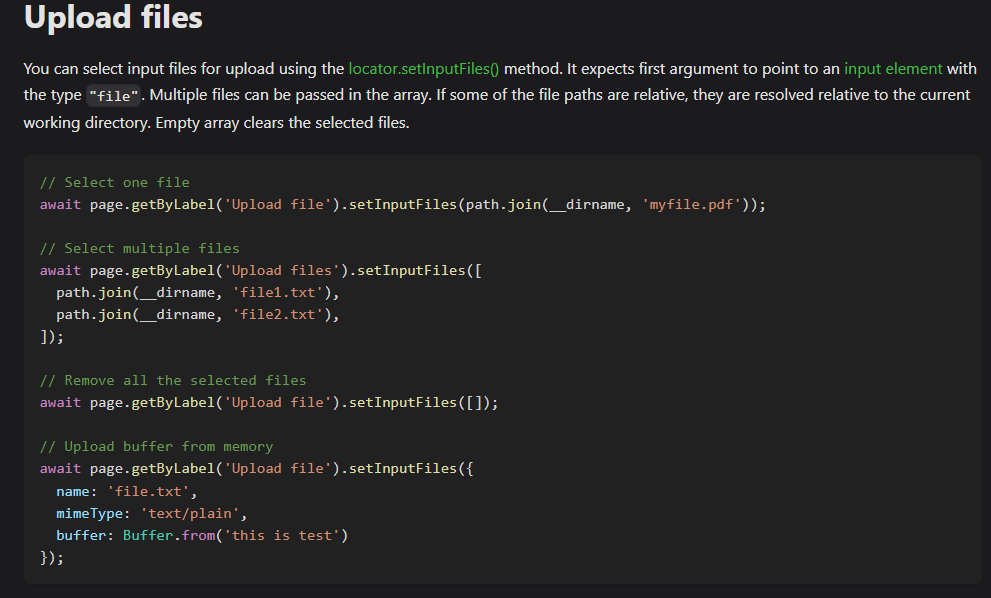 Upload files
You can select input files for upload using the locator.setInputFiles() method. It expects first argument to point to an input element with
the type "file". Multiple files can be passed in the array. If some of the file paths are relative, they are resolved relative to the current
working directory. Empty array clears the selected files.
// Select one file
await page.getByLabel('Upload file').setInputFiles(path.join(__dirname, 'myfile.pdf'));
// Select multiple files
await page.getByLabel('Upload files').setInputFiles([
  path.join(__dirname, 'file1.txt'),
  path.join(__dirname, 'file2.txt'),
]);
// Remove all the selected files
await page.getByLabel('Upload file').setInputFiles([]);
// Upload buffer from memory
await page.getByLabel('Upload file').setInputFiles({
  name: 'file.txt',
  mimeType: 'text/plain',
  buffer: Buffer.from('this is test')
});